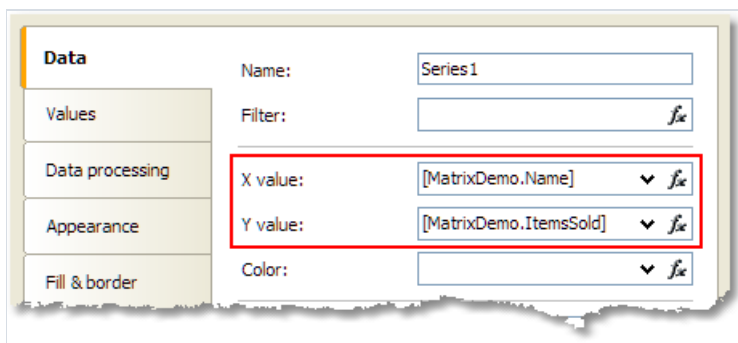 Data
Values
Data processing
Appearance
Fill & border
Name: Series1
Filter: fx
X value: [MatrixDemo.Name] fx
Y value: [MatrixDemo.ItemsSold] fx
Color: fx